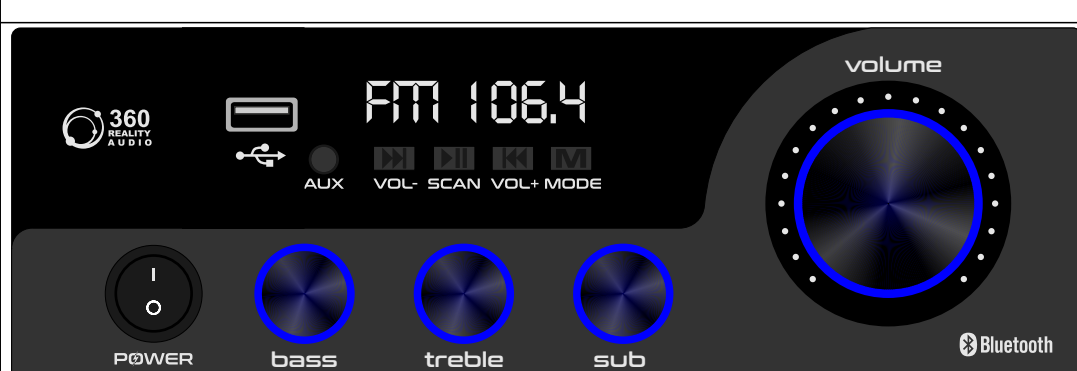 volume
FM 106.4
360
REALITY
AUDIO
M
AUX VOL- SCAN VOL+ MODE
POWER bass treble sub
Bluetooth